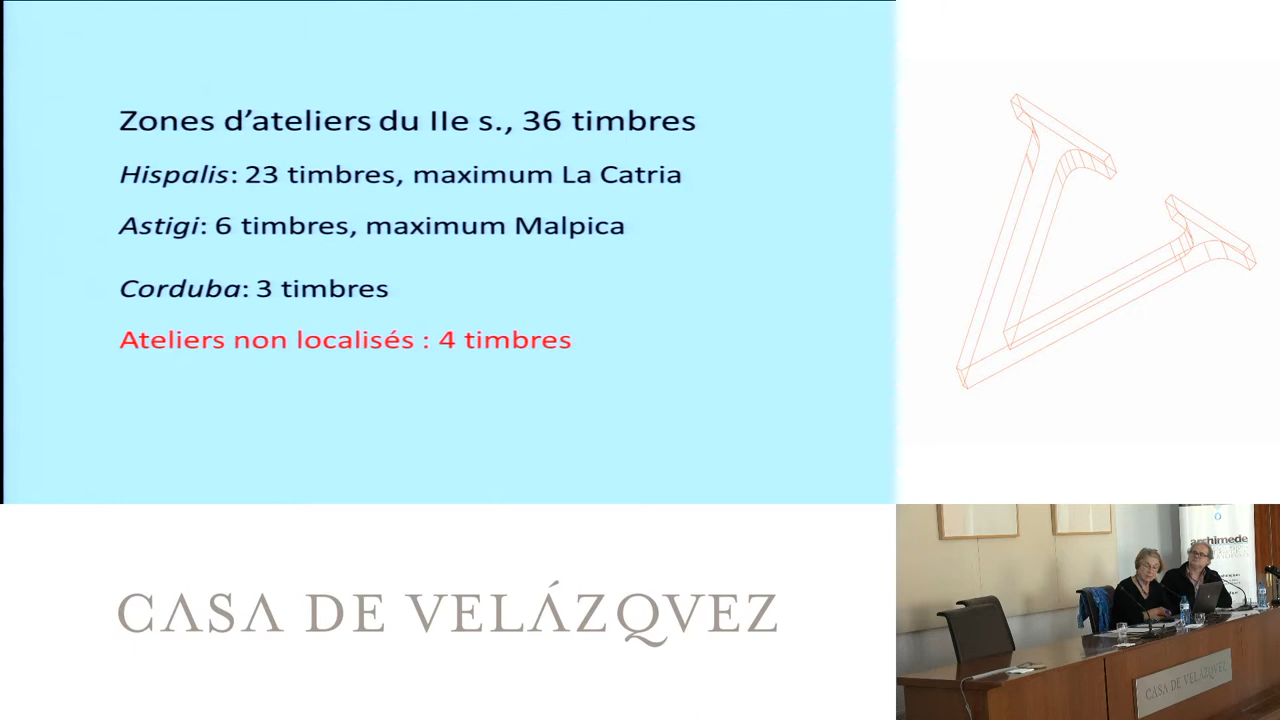 Zones d’ateliers du IIe s., 36 timbres
Hispalis: 23 timbres, maximum La Catria
Astigi: 6 timbres, maximum Malpica
Corduba: 3 timbres
Ateliers non localisés : 4 timbres
CASA DE VELÁZQVEZ
archimede
CASA DE VELÁZQVEZ